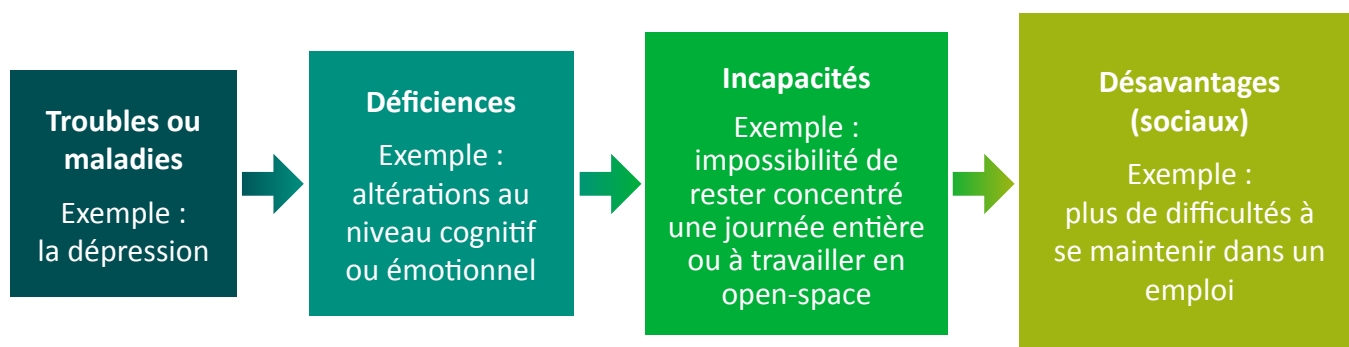 Troubles ou
maladies
Exemple :
la dépression
Déficiences
Exemple :
altérations au
niveau cognitif
ou émotionnel
Incapacités
Exemple :
impossibilité de
rester concentré
une journée entière
ou à travailler en
open-space
Désavantages
(sociaux)
Exemple :
plus de difficultés à
se maintenir dans un
emploi